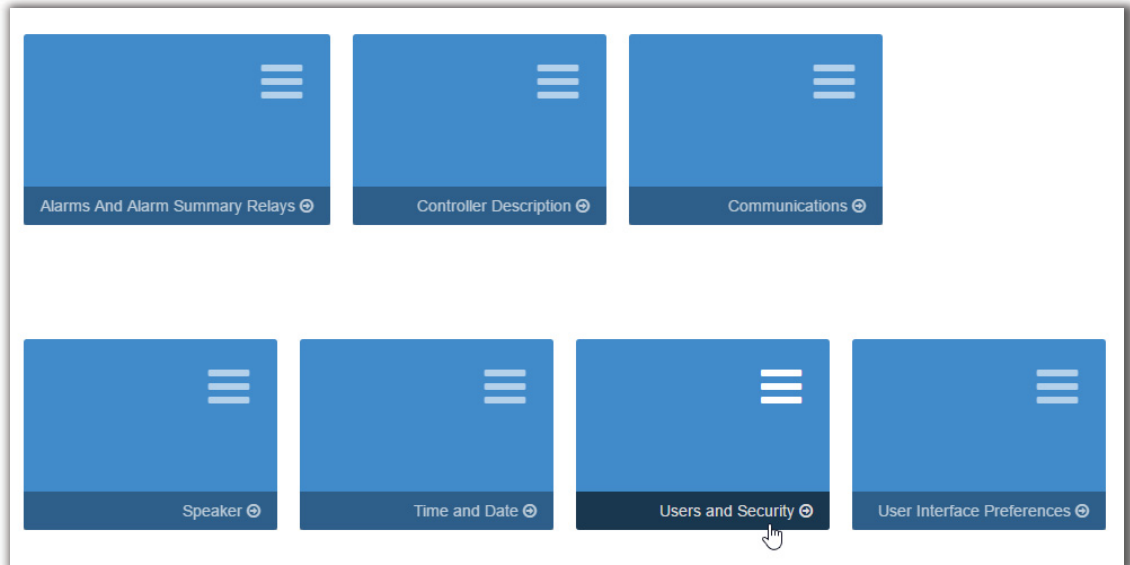 Alarms And Alarm Summary Relays
Controller Description
Communications
Speaker
Time and Date
Users and Security
User Interface Preferences